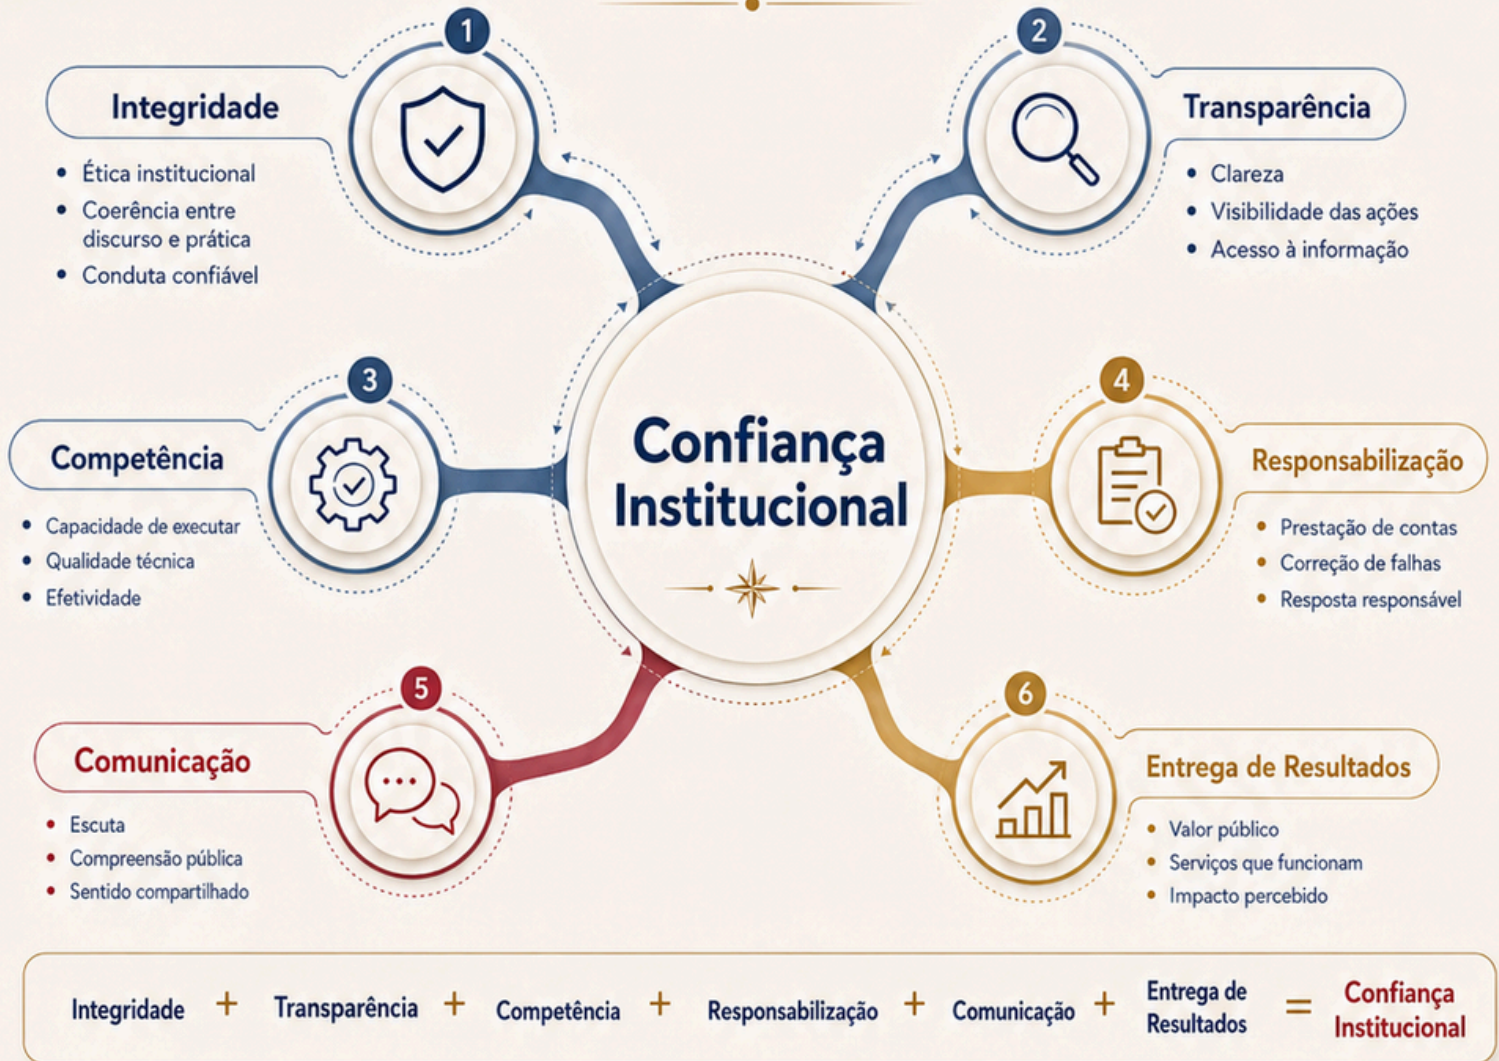 1
Integridade
• Ética institucional
• Coerência entre
discurso e prática
• Conduta confiável
2
Transparência
• Clareza
• Visibilidade das ações
• Acesso à informação
3
Competência
• Capacidade de executar
• Qualidade técnica
• Efetividade
Confiança
Institucional
4
Responsabilização
• Prestação de contas
• Correção de falhas
• Resposta responsável
5
Comunicação
• Escuta
• Compreensão pública
• Sentido compartilhado
6
Entrega de Resultados
• Valor público
• Serviços que funcionam
• Impacto percebido
Integridade + Transparência + Competência + Responsabilização + Comunicação + Entrega de
Resultados = Confiança
Institucional